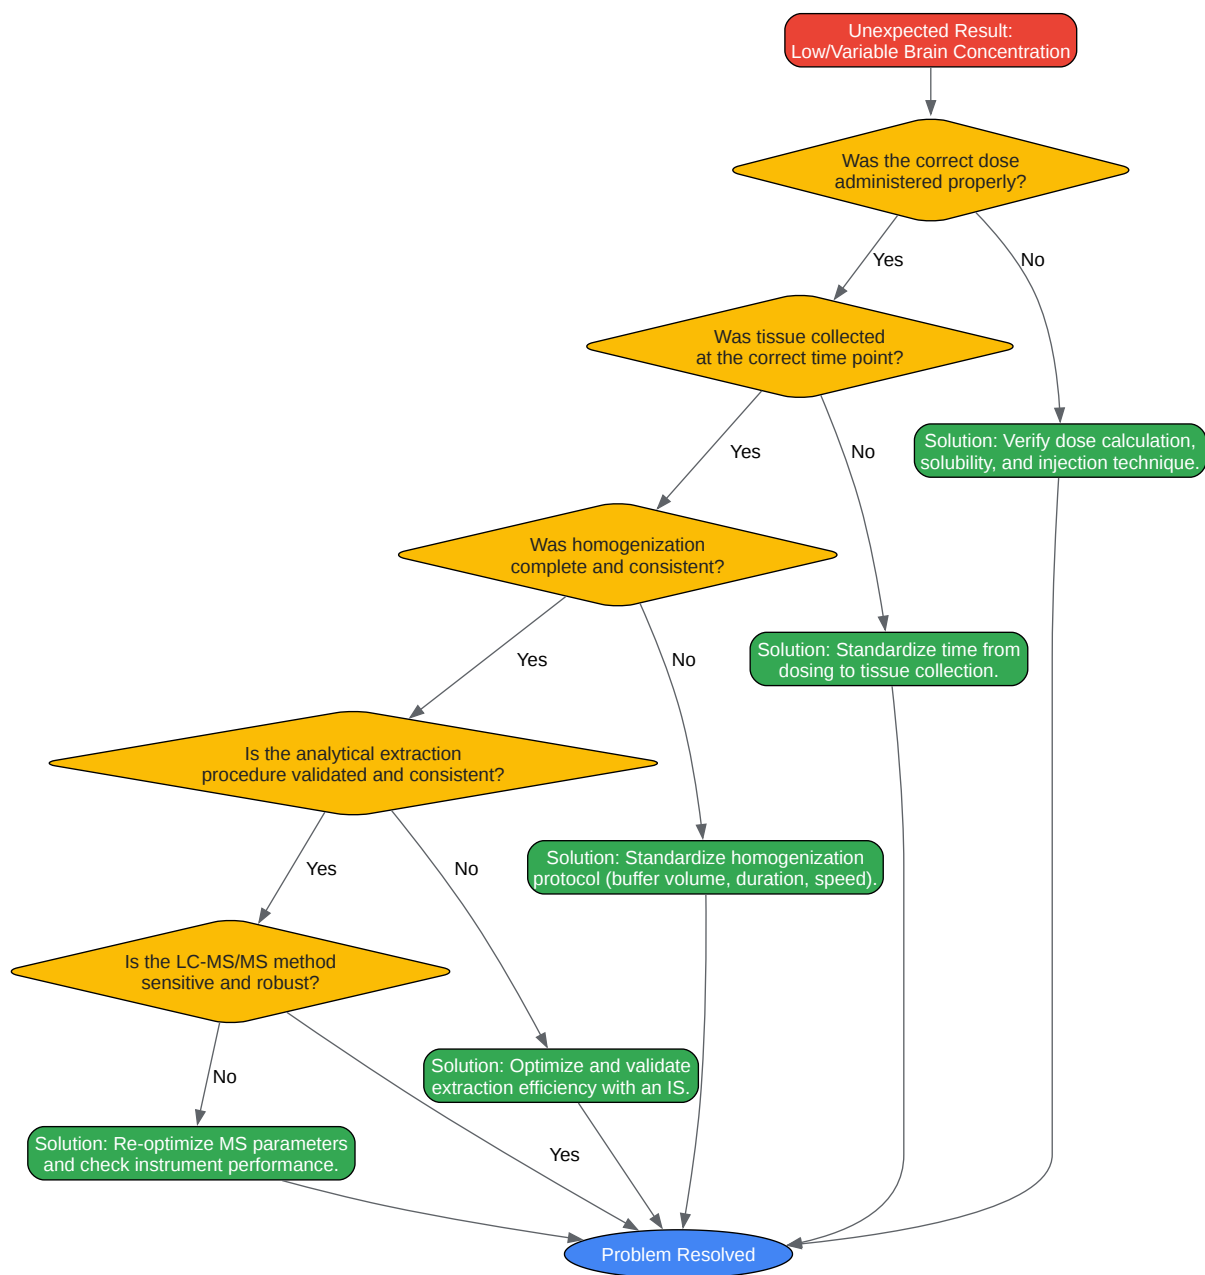 Unexpected Result:
Low/Variable Brain Concentration
Was the correct dose
administered properly?
Yes
No
Was tissue collected
at the correct time point?
Solution: Verify dose calculation,
solubility, and injection technique.
Yes
No
Was homogenization
complete and consistent?
Solution: Standardize time from
dosing to tissue collection.
Yes
No
Is the analytical extraction
procedure validated and consistent?
Solution: Standardize homogenization
protocol (buffer volume, duration, speed).
Yes
No
Is the LC-MS/MS method
sensitive and robust?
Solution: Optimize and validate
extraction efficiency with an IS.
No
Yes
Solution: Re-optimize MS parameters
and check instrument performance.
Problem Resolved